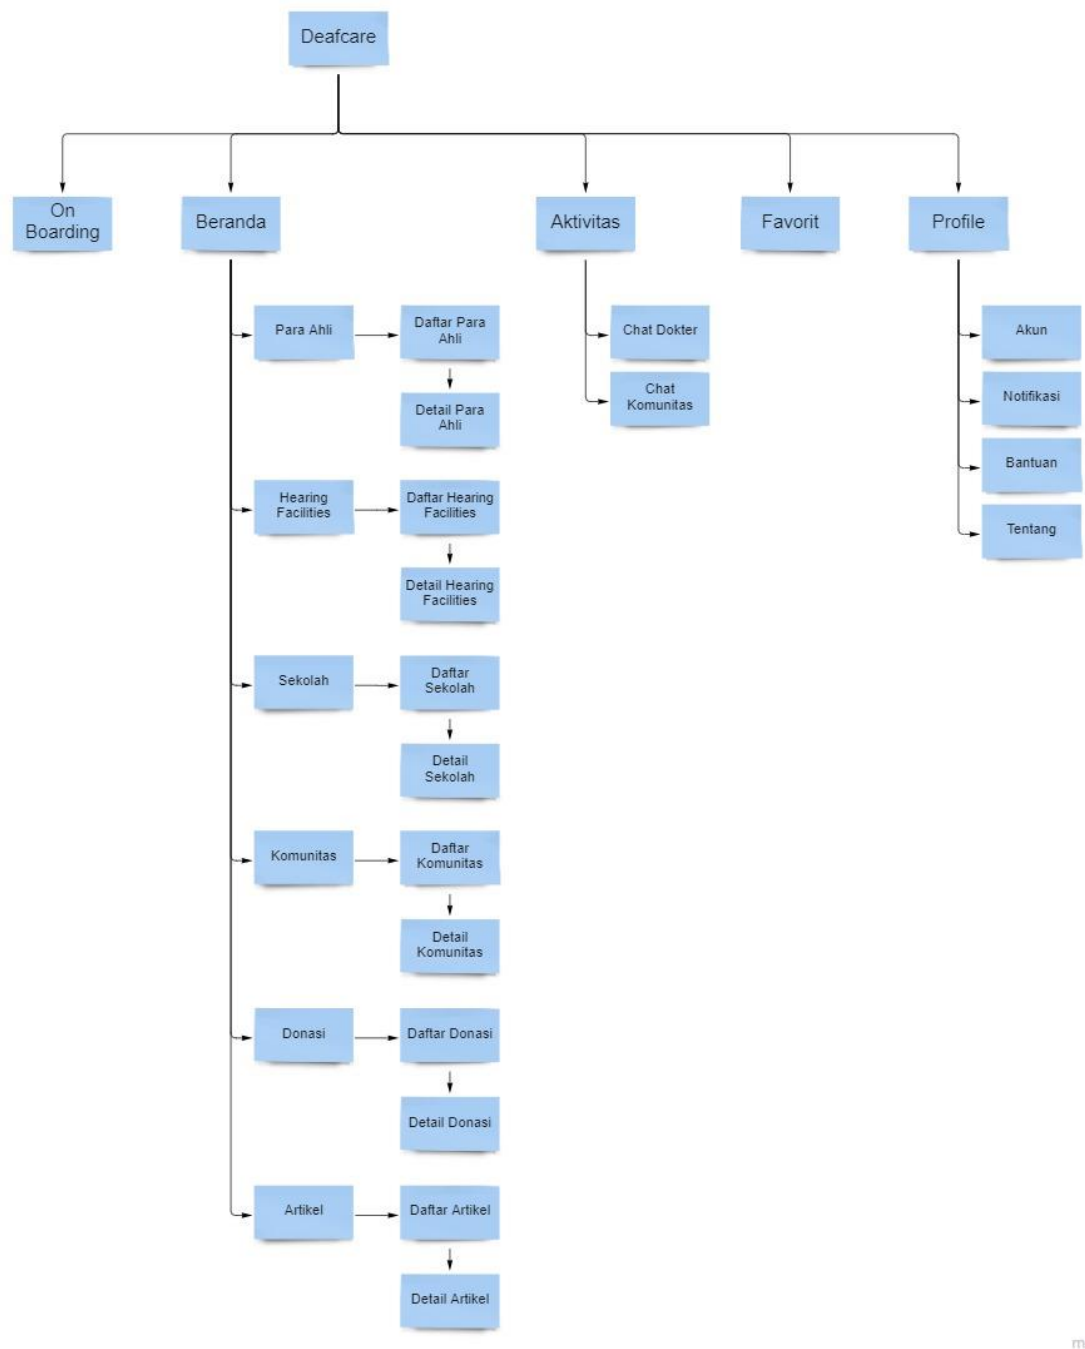 Deafcare
On
Boarding
Beranda
Aktivitas
Favorit
Profile
Para Ahli
Daftar Para
Ahli
Detail Para
Ahli
Hearing
Facilities
Daftar Hearing
Facilities
Detail Hearing
Facilities
Sekolah
Daftar
Sekolah
Detail
Sekolah
Komunitas
Daftar
Komunitas
Detail
Komunitas
Donasi
Daftar Donasi
Detail Donasi
Artikel
Daftar Artikel
Detail Artikel
Chat Dokter
Chat
Komunitas
Akun
Notifikasi
Bantuan
Tentang
m